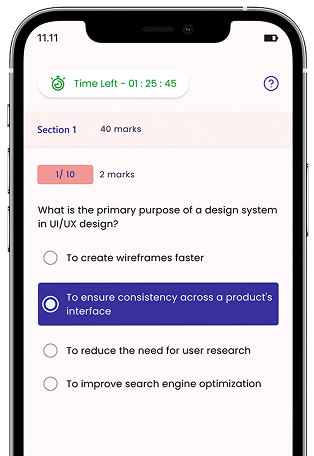 11.11
Time Left - 01 : 25 : 45
Section 1 40 marks
1/ 10 2 marks
What is the primary purpose of a design system
in UI/UX design?
To create wireframes faster
To ensure consistency across a product's
interface
To reduce the need for user research
To improve search engine optimization